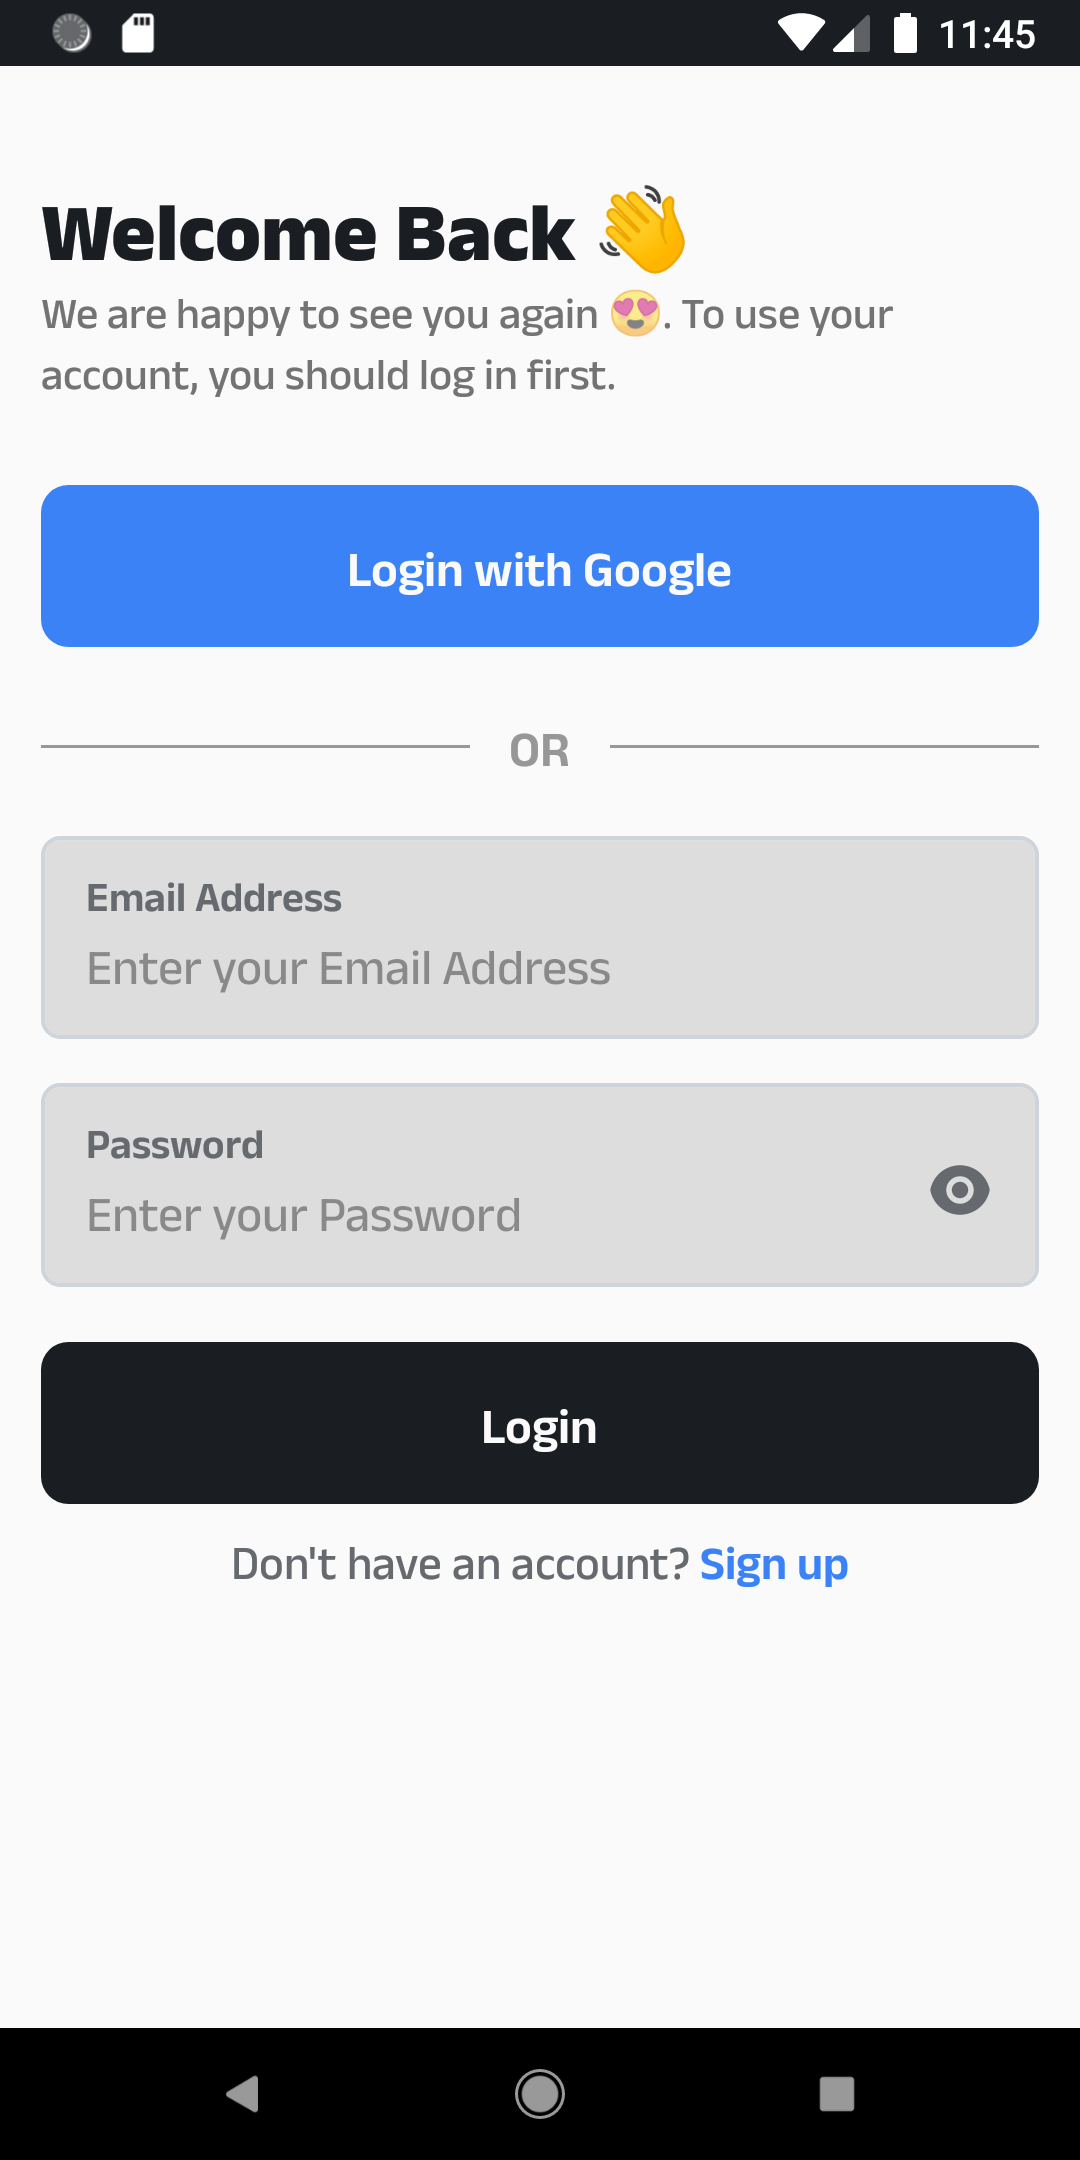 11:45
Welcome Back 👋
We are happy to see you again 😍. To use your
account, you should log in first.
Login with Google
OR
Email Address
Enter your Email Address
Password
Enter your Password
Login
Don't have an account? Sign up